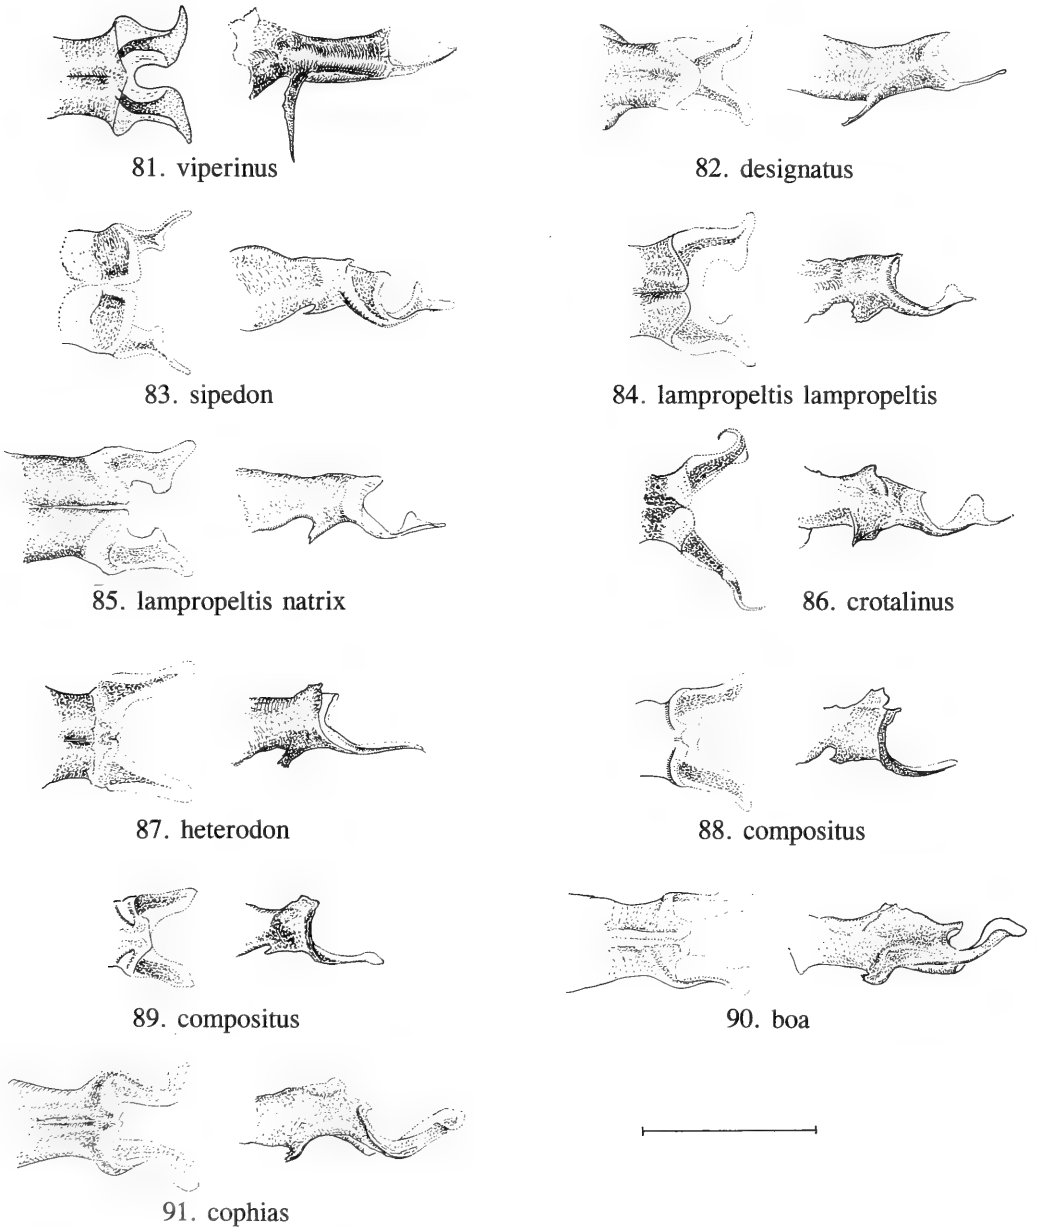 81. viperinus
82. designatus
83. sipedon
84. lampropeltis lampropeltis
85. lampropeltis natrix
86. crotalinus
87. heterodon
88. compositus
89. compositus
90. boa
91. cophias